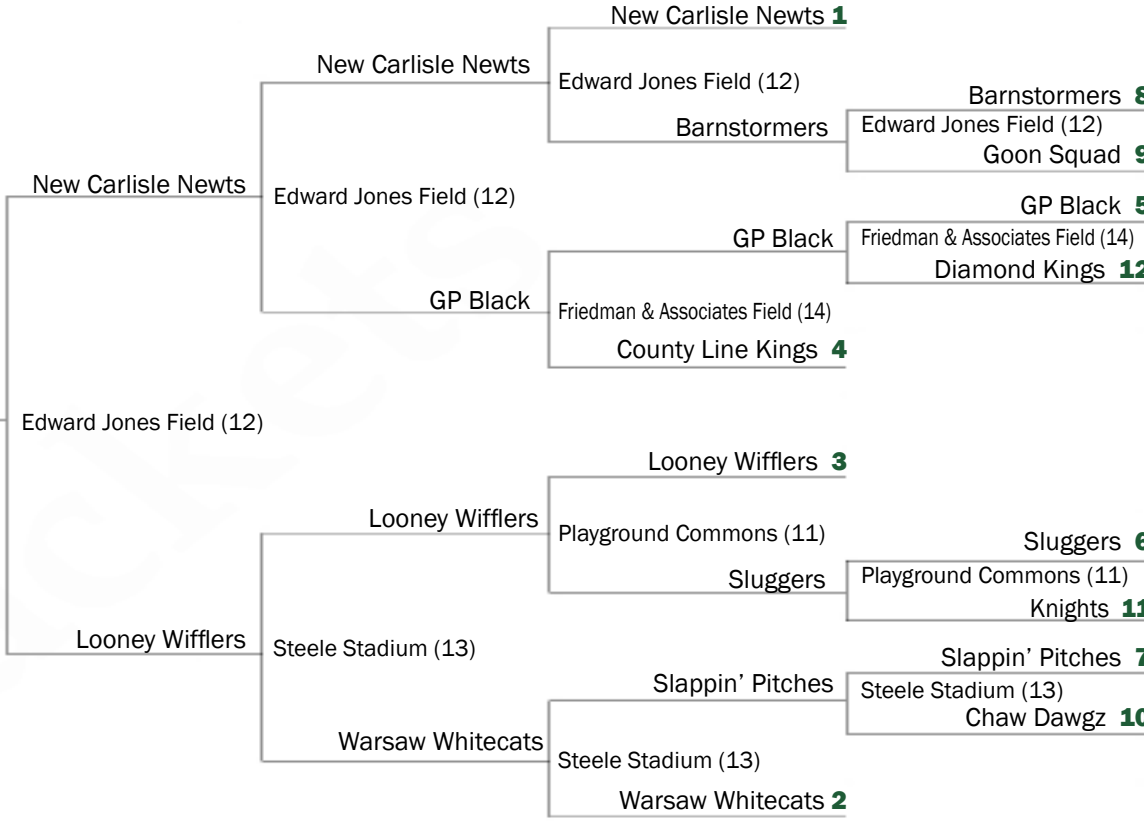 New Carlisle Newts 1
New Carlisle Newts
Edward Jones Field (12)
Barnstormers 8
Barnstormers
Edward Jones Field (12)
Goon Squad 9
New Carlisle Newts
Edward Jones Field (12)
GP Black 5
GP Black
Friedman & Associates Field (14)
Diamond Kings 12
GP Black
Friedman & Associates Field (14)
County Line Kings 4
Edward Jones Field (12)
Looney Wifflers 3
Looney Wifflers
Playground Commons (11)
Sluggers 6
Sluggers
Playground Commons (11)
Knights 11
Looney Wifflers
Steele Stadium (13)
Slappin' Pitches 7
Slappin' Pitches
Steele Stadium (13)
Chaw Dawgz 10
Warsaw Whitecats
Steele Stadium (13)
Warsaw Whitecats 2